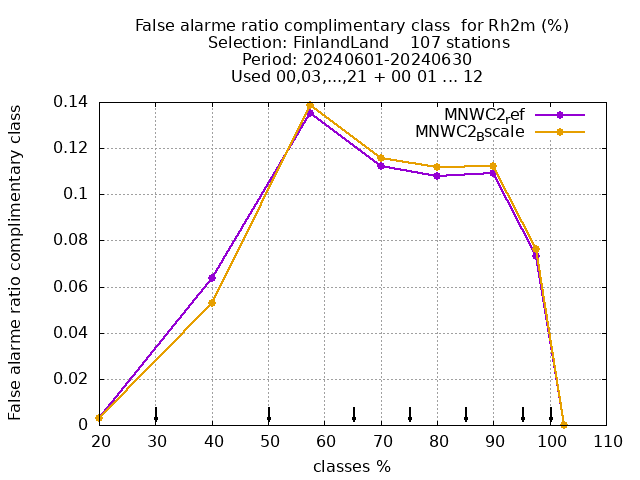 False alarme ratio complimentary class  for Rh2m (%)
Selection: FinlandLand    107 stations
Period: 20240601-20240630
Used 00,03,...,21 + 00 01 ... 12
False alarme ratio complimentary class
0.14
0.12
0.1
0.08
0.06
0.04
0.02
0
MNWC2ref
MNWC2Bscale
20 30 40 50 60 70 80 90 100 110
classes %